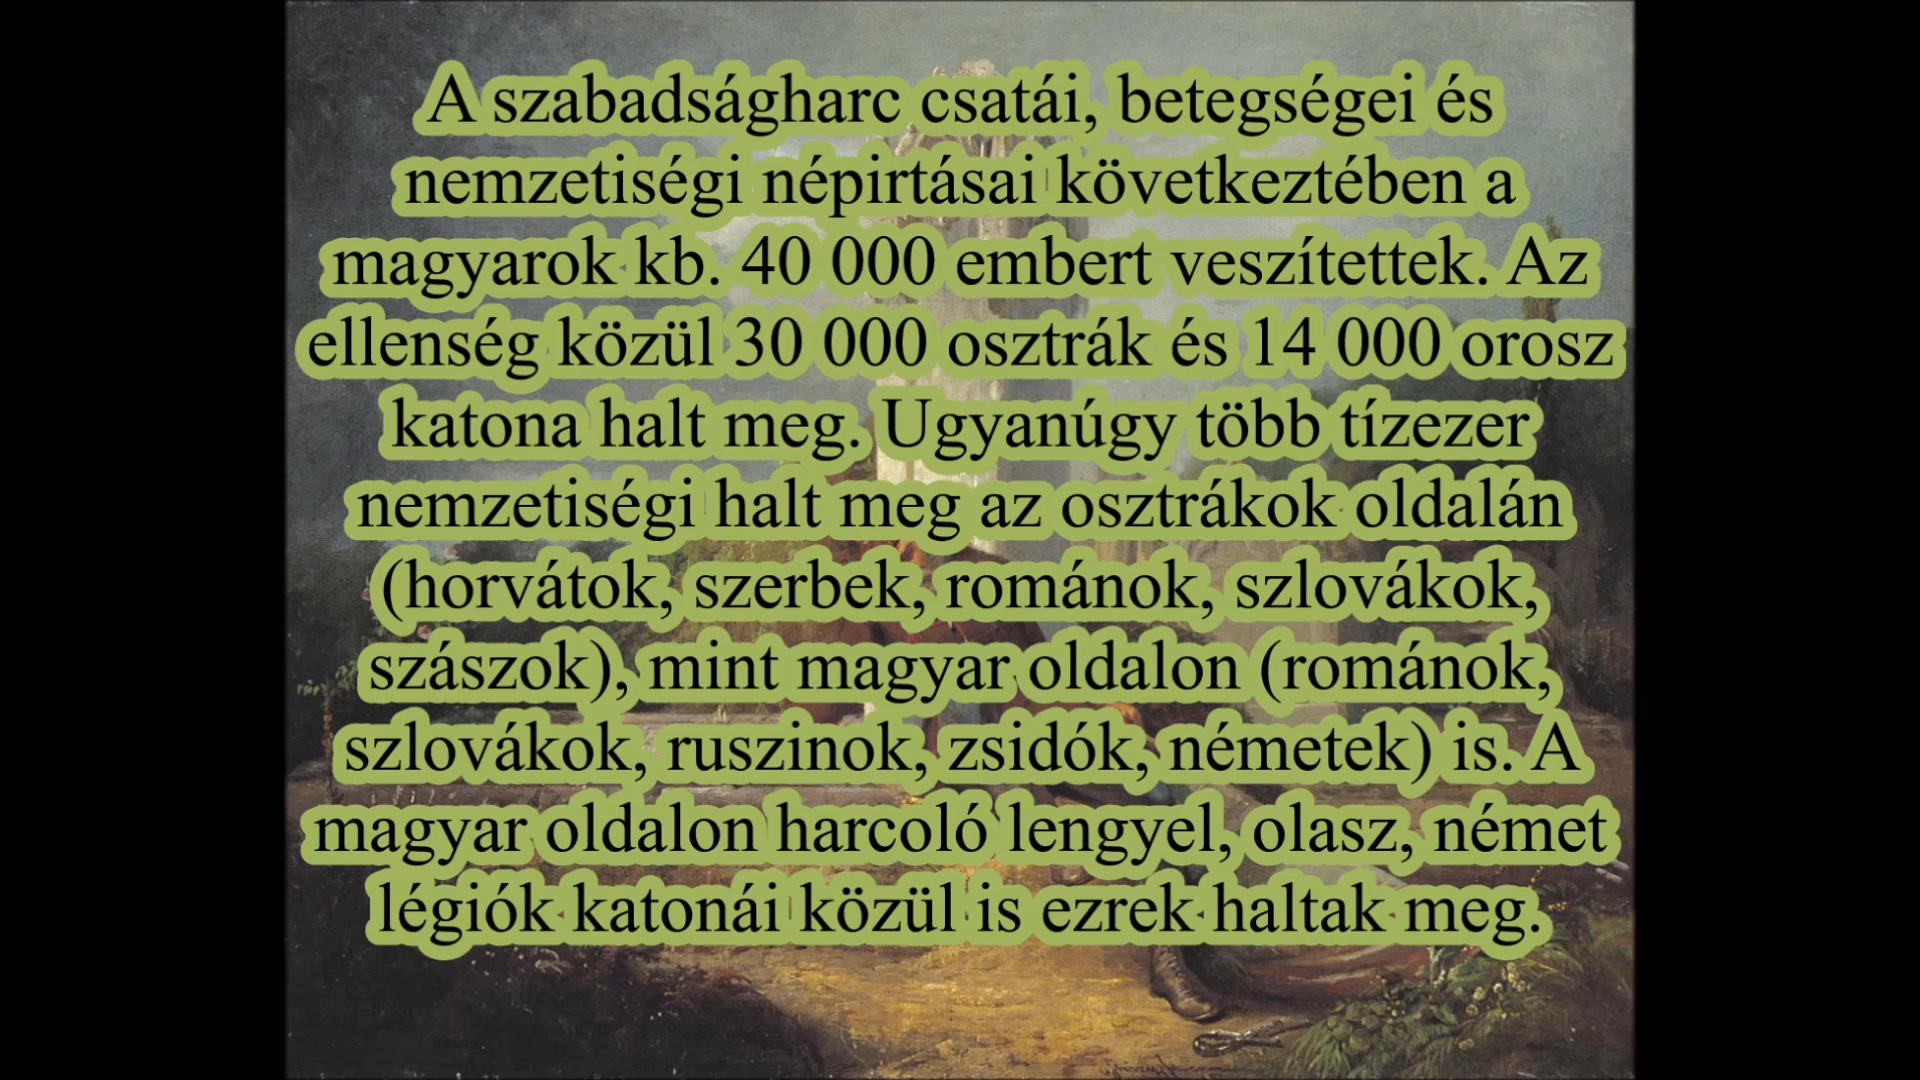 A szabadságharc csatái, betegségei és
nemzetiségi népirtásai következtében a
magyarok kb. 40 000 embert veszítettek. Az
ellenség közül 30 000 osztrák és 14 000 orosz
katona halt meg. Ugyanúgy több tízezer
nemzetiségi halt meg az osztrákok oldalán
(horvátok, szerbek, románok, szlovákok,
szászok), mint magyar oldalon (románok,
szlovákok, ruszinok, zsidók, németek) is. A
magyar oldalon harcoló lengyel, olasz, német
légiók katonái közül is ezrek haltak meg.